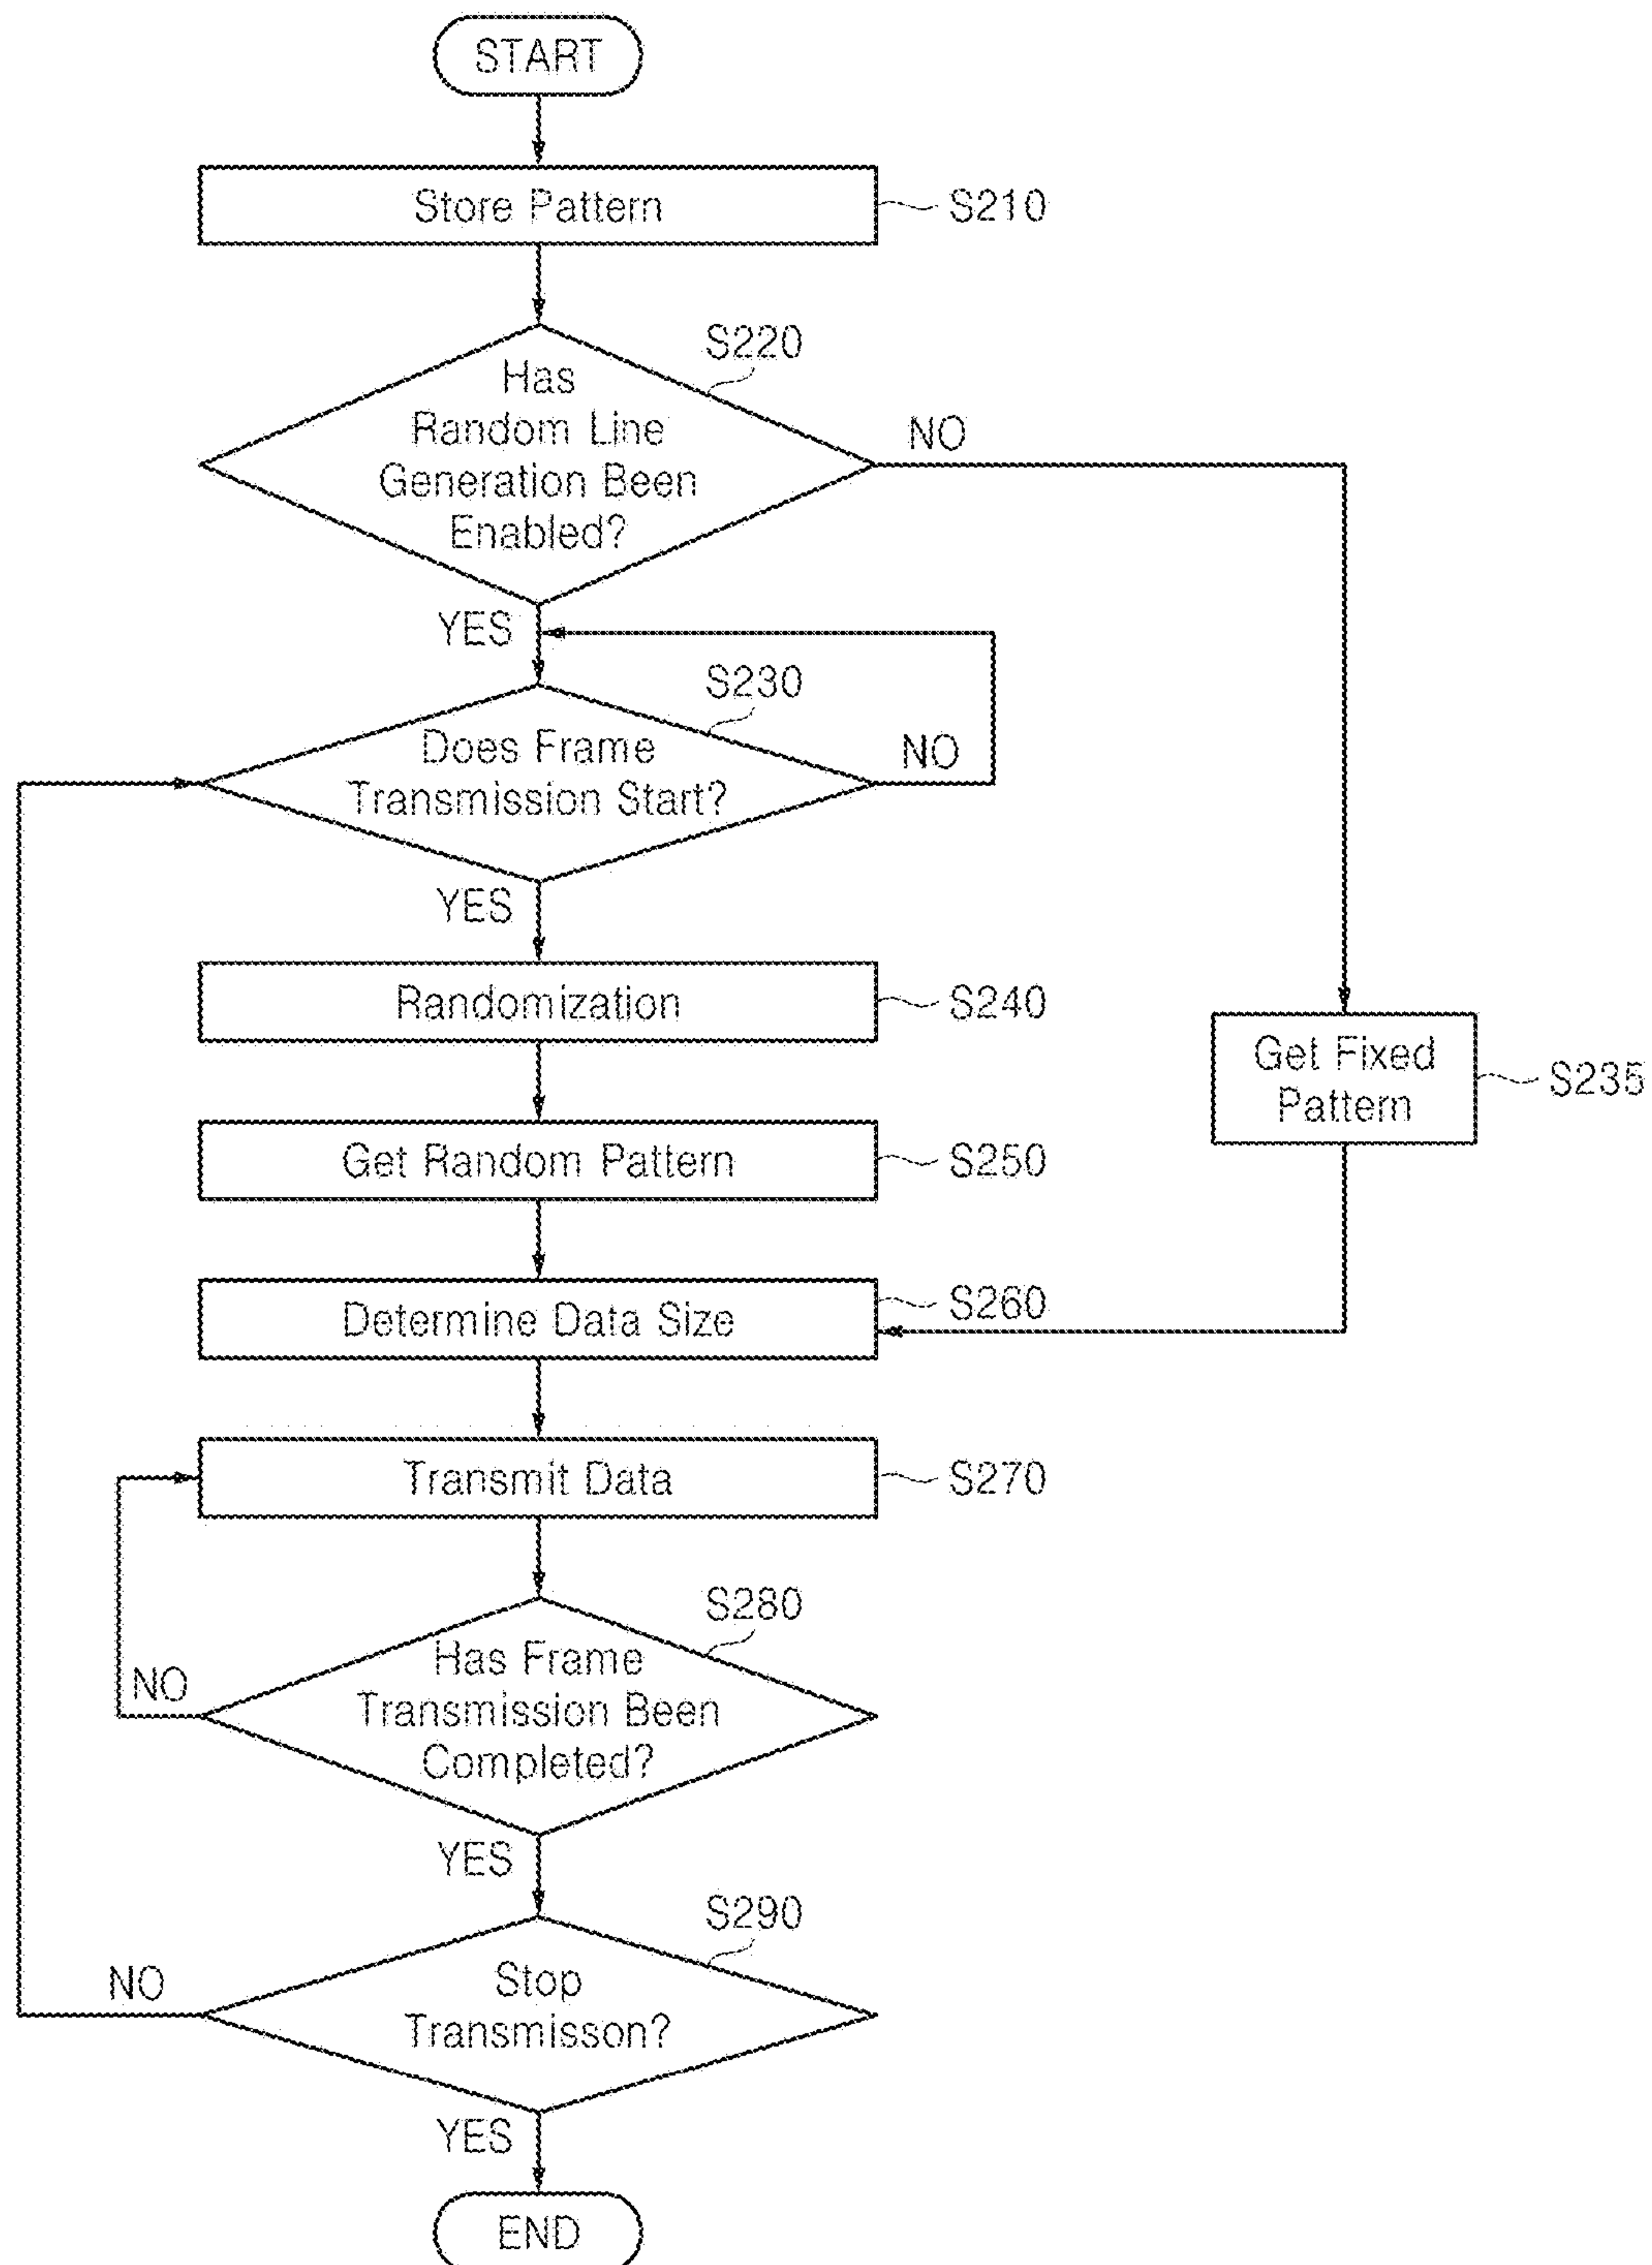 START
Store Pattern
S210
S220
Has
Random Line
Generation Been
Enabled?
NO
YES
S230
Does Frame
Transmission Start?
NO
YES
Randomization
S240
Get Fixed
Pattern
S235
Get Random Pattern
S250
Determine Data Size
S260
Transmit Data
S270
S280
Has Frame
Transmission Been
Completed?
NO
YES
S290
Stop
Transmisson?
NO
YES
END